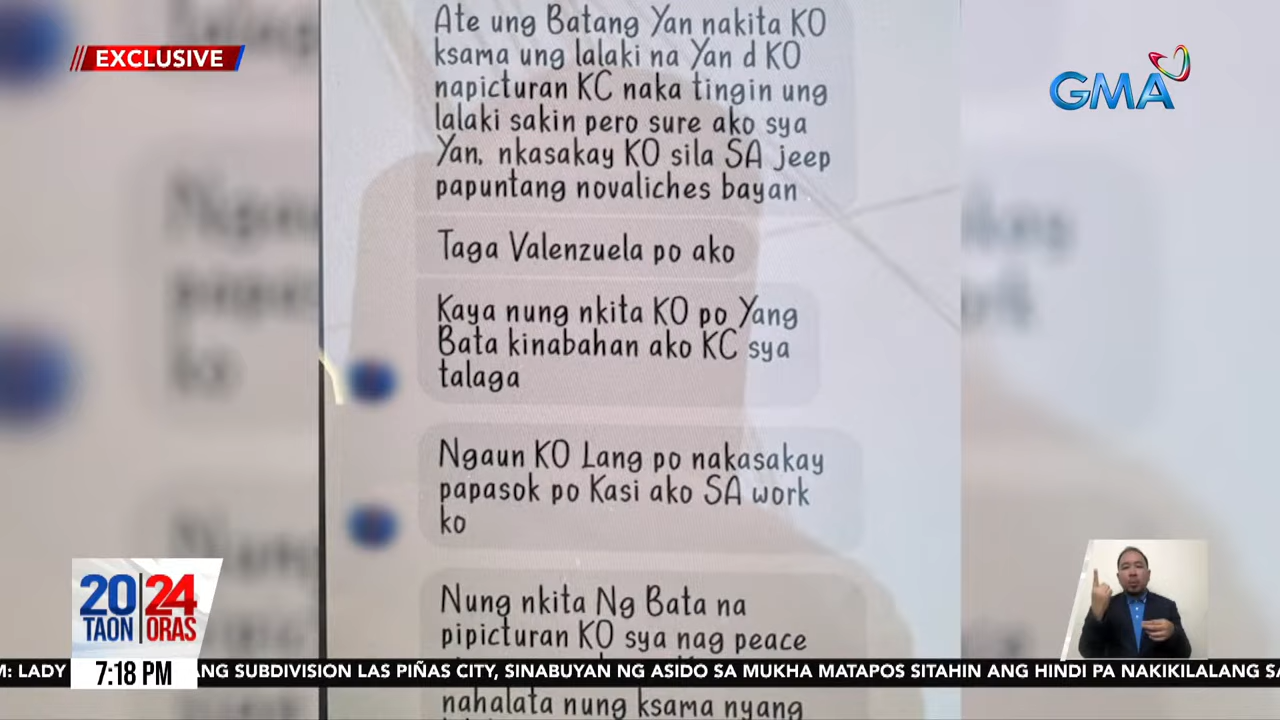 EXCLUSIVE
GMA
Ate ung Batang Yan nakita KO
ksama ung lalaki na Yan d KO
napicturan KC naka tingin ung
lalaki sakin pero sure ako sya
Yan, nkasakay KO sila SA jeep
papuntang novaliches bayan
Taga Valenzuela po ako
Kaya nung nkita KO po Yang
Bata kinabahan ako KC sya
talaga
Ngaun KO Lang po nakasakay
papasok po Kasi ako SA work
ko
Nung nkita Ng Bata na
pipicturan KO sya nag peace
nahalata nung ksama nyang
20 TAON 24 ORAS
7:18 PM
M: LADY
ANG SUBDIVISION LAS PIÑAS CITY, SINABUYAN NG ASIDO SA MUKHA MATAPOS SITAHIN ANG HINDI PA NAKIKILALANG SA